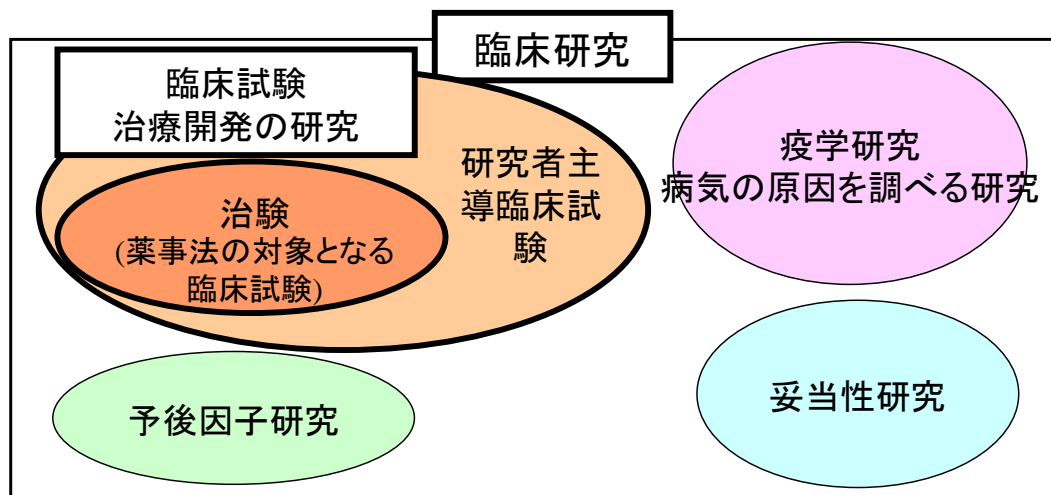 臨床研究
臨床試験
治療開発の研究
研究者主
導臨床試
験
治験
(薬事法の対象となる
臨床試験)
疫学研究
病気の原因を調べる研究
予後因子研究
妥当性研究